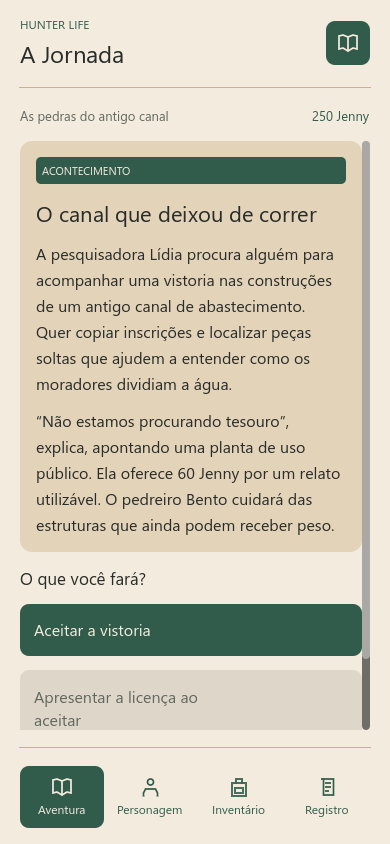 HUNTER LIFE
A Jornada
As pedras do antigo canal
250 Jenny
ACONTECIMENTO
O canal que deixou de correr
A pesquisadora Lídia procura alguém para
acompanhar uma vistoria nas construções
de um antigo canal de abastecimento.
Quer copiar inscrições e localizar peças
soltas que ajudem a entender como os
moradores dividiam a água.
“Não estamos procurando tesouro”,
explica, apontando uma planta de uso
público. Ela oferece 60 Jenny por um relato
utilizável. O pedreiro Bento cuidará das
estruturas que ainda podem receber peso.
O que você fará?
Aceitar a vistoria
Apresentar a licença ao
aceitar
Aventura
Personagem
Inventário
Registro